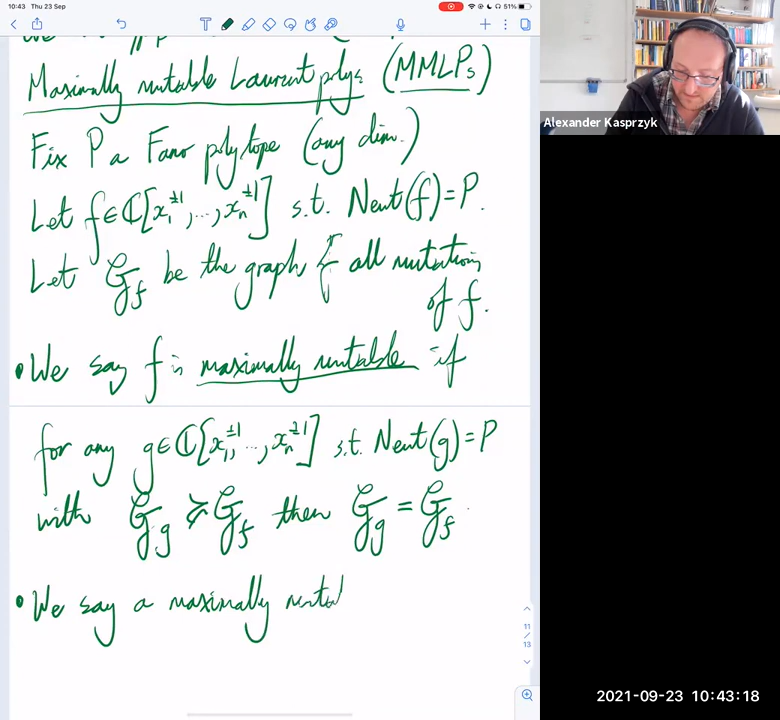 10:43 Thu 23 Sep
51%
Maximally mutable Laurent polys (MMLPs)
Fix P a Fano polytope (any dim.)
Let f∈ℂ[x₁^±1,...,xₙ^±1] s.t. Newt(f)=P.
Let 𝒢_f be the graph of all mutations
of f.
• We say f is maximally mutable if
for any g∈ℂ[x₁^±1,...,xₙ^±1] s.t. Newt(g)=P
with 𝒢_g ≥ 𝒢_f then 𝒢_g = 𝒢_f.
• We say a maximally mutal
11
/
13
Alexander Kasprzyk
2021-09-23 10:43:18